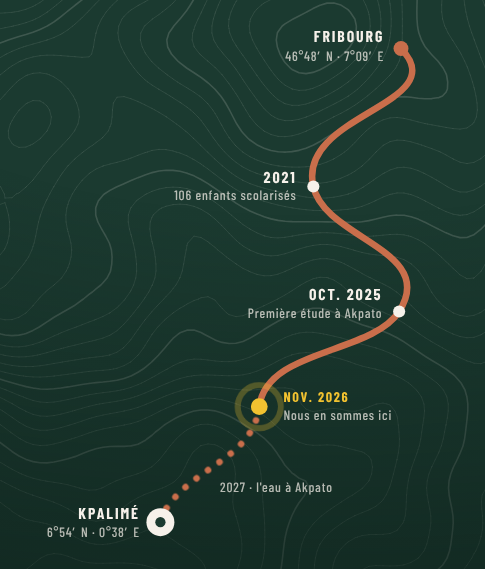 FRIBOURG
46°48′ N · 7°09′ E
2021
106 enfants scolarisés
OCT. 2025
Première étude à Akpato
NOV. 2026
Nous en sommes ici
2027 · l'eau à Akpato
KPALIMÉ
6°54′ N · 0°38′ E